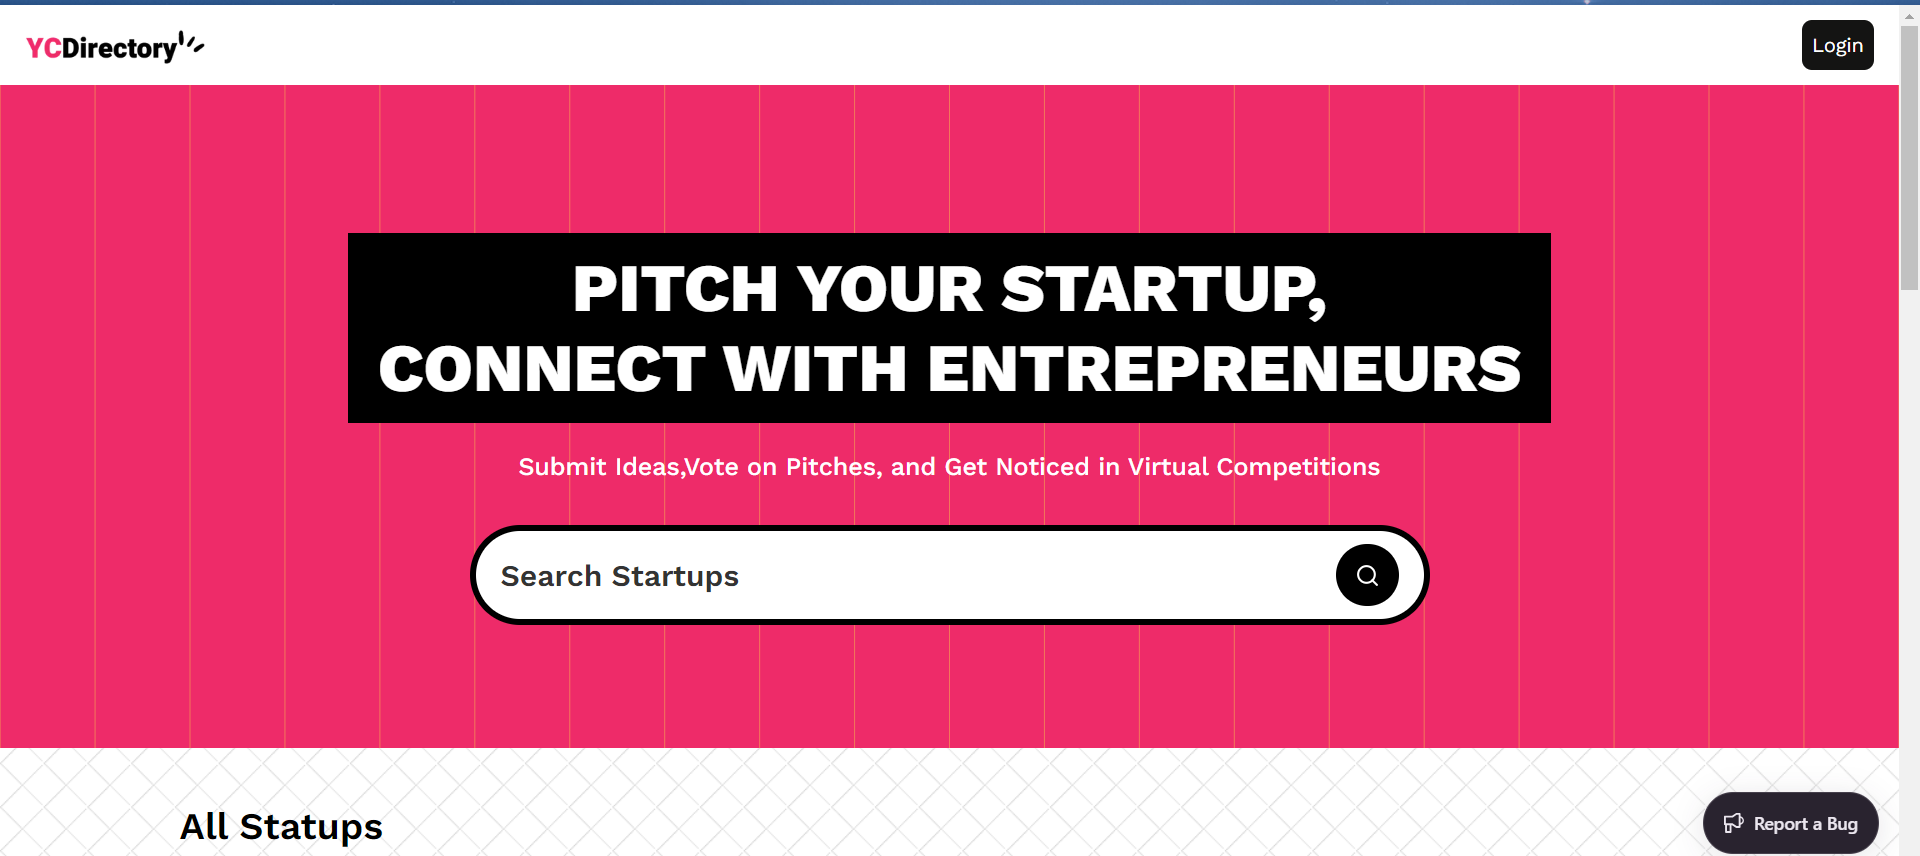 YCDirectory
Login
PITCH YOUR STARTUP,
CONNECT WITH ENTREPRENEURS
Submit Ideas,Vote on Pitches, and Get Noticed in Virtual Competitions
Search Startups
All Statups
Report a Bug